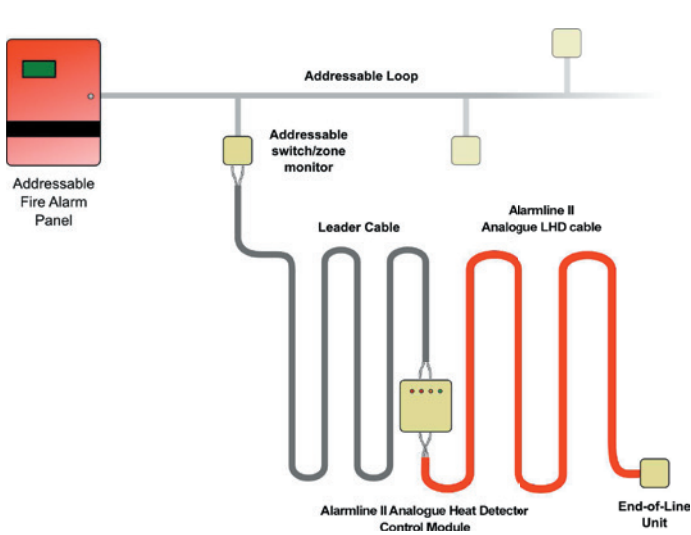 Addressable Loop
Addressable
switch/zone
monitor
Addressable
Fire Alarm
Panel
Leader Cable
Alarmline II
Analogue LHD cable
Alarmline II Analogue Heat Detector
Control Module
End-of-Line
Unit